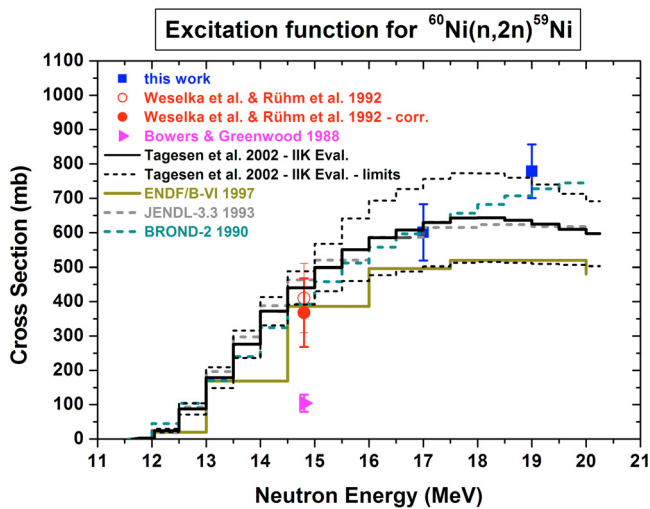 Excitation function for ⁶⁰Ni(n,2n)⁵⁹Ni
this work
Weselka et al. & Rühm et al. 1992
Weselka et al. & Rühm et al. 1992 - corr.
Bowers & Greenwood 1988
Tagesen et al. 2002 - IIK Eval.
Tagesen et al. 2002 - IIK Eval. - limits
ENDF/B-VI 1997
JENDL-3.3 1993
BROND-2 1990
Cross Section (mb)
1100
1000
900
800
700
600
500
400
300
200
100
0
11 12 13 14 15 16 17 18 19 20 21
Neutron Energy (MeV)